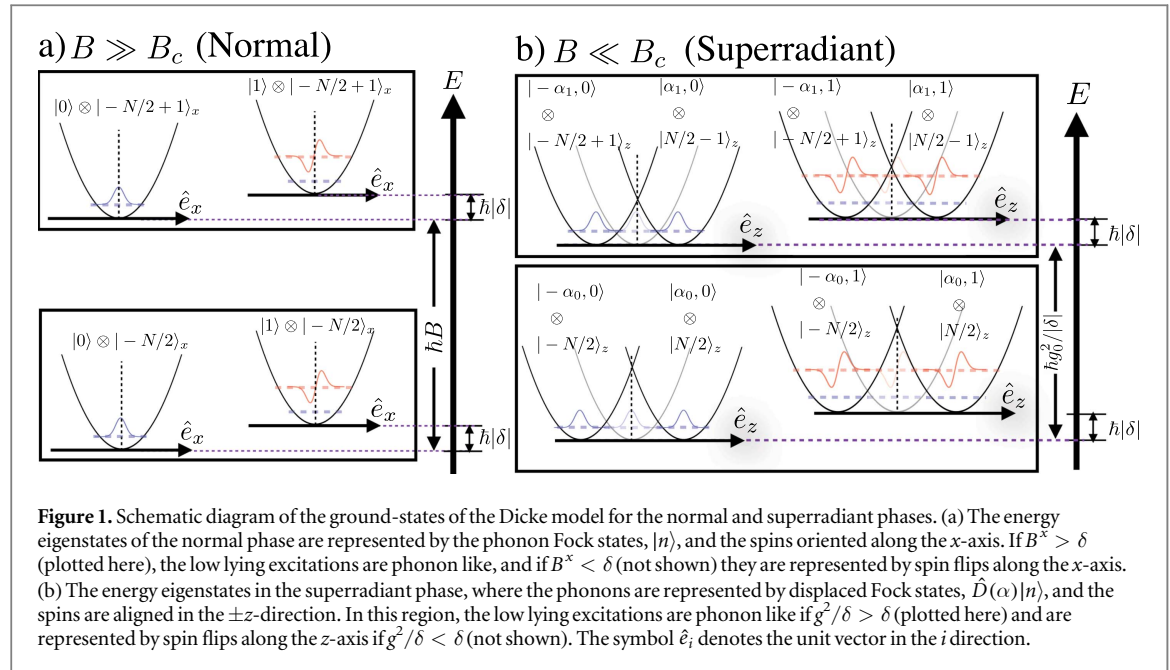 a) B ≫ B_c (Normal)
|0⟩ ⊗ |− N/2 + 1⟩_x
|1⟩ ⊗ |− N/2 + 1⟩_x
ê_x
ê_x
E
ħ|δ|
ħB
|0⟩ ⊗ |− N/2⟩_x
|1⟩ ⊗ |− N/2⟩_x
ê_x
ê_x
ħ|δ|
b) B ≪ B_c (Superradiant)
|− α_1, 0⟩ |α_1, 0⟩
⊗ ⊗
|− N/2 + 1⟩_z |N/2 − 1⟩_z
ê_z
|− α_1, 1⟩ |α_1, 1⟩
⊗ ⊗
|− N/2 + 1⟩_z |N/2 − 1⟩_z
ê_z
E
ħ|δ|
ħg_0^2/|δ|
|− α_0, 0⟩ |α_0, 0⟩
⊗ ⊗
|− N/2⟩_z |N/2⟩_z
ê_z
|− α_0, 1⟩ |α_0, 1⟩
⊗ ⊗
|− N/2⟩_z |N/2⟩_z
ê_z
ħ|δ|
Figure 1. Schematic diagram of the ground-states of the Dicke model for the normal and superradiant phases. (a) The energy
eigenstates of the normal phase are represented by the phonon Fock states, |n⟩, and the spins oriented along the x-axis. If B^x > δ
(plotted here), the low lying excitations are phonon like, and if B^x < δ (not shown) they are represented by spin flips along the x-axis.
(b) The energy eigenstates in the superradiant phase, where the phonons are represented by displaced Fock states, D̂(α)|n⟩, and the
spins are aligned in the ±z-direction. In this region, the low lying excitations are phonon like if g²/δ > δ (plotted here) and are
represented by spin flips along the z-axis if g²/δ < δ (not shown). The symbol ê_i denotes the unit vector in the i direction.